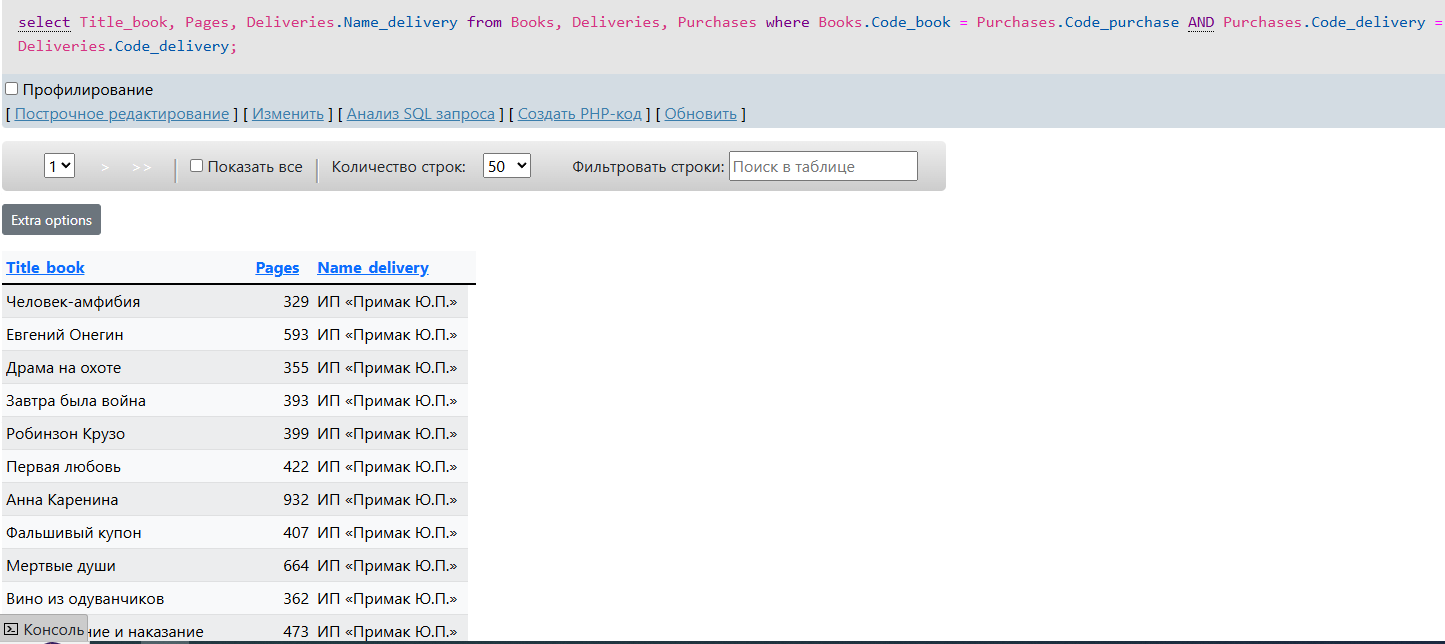 select Title_book, Pages, Deliveries.Name_delivery from Books, Deliveries, Purchases where Books.Code_book = Purchases.Code_purchase AND Purchases.Code_delivery =
Deliveries.Code_delivery;
Профилирование
[ Построчное редактирование ] [ Изменить ] [ Анализ SQL запроса ] [ Создать PHP-код ] [ Обновить ]
1 > >> | Показать все | Количество строк: 50 Фильтровать строки: Поиск в таблице
Extra options
Title_book Pages Name_delivery
Человек-амфибия 329 ИП «Примак Ю.П.»
Евгений Онегин 593 ИП «Примак Ю.П.»
Драма на охоте 355 ИП «Примак Ю.П.»
Завтра была война 393 ИП «Примак Ю.П.»
Робинзон Крузо 399 ИП «Примак Ю.П.»
Первая любовь 422 ИП «Примак Ю.П.»
Анна Каренина 932 ИП «Примак Ю.П.»
Фальшивый купон 407 ИП «Примак Ю.П.»
Мертвые души 664 ИП «Примак Ю.П.»
Вино из одуванчиков 362 ИП «Примак Ю.П.»
Консоль ние и наказание 473 ИП «Примак Ю.П.»